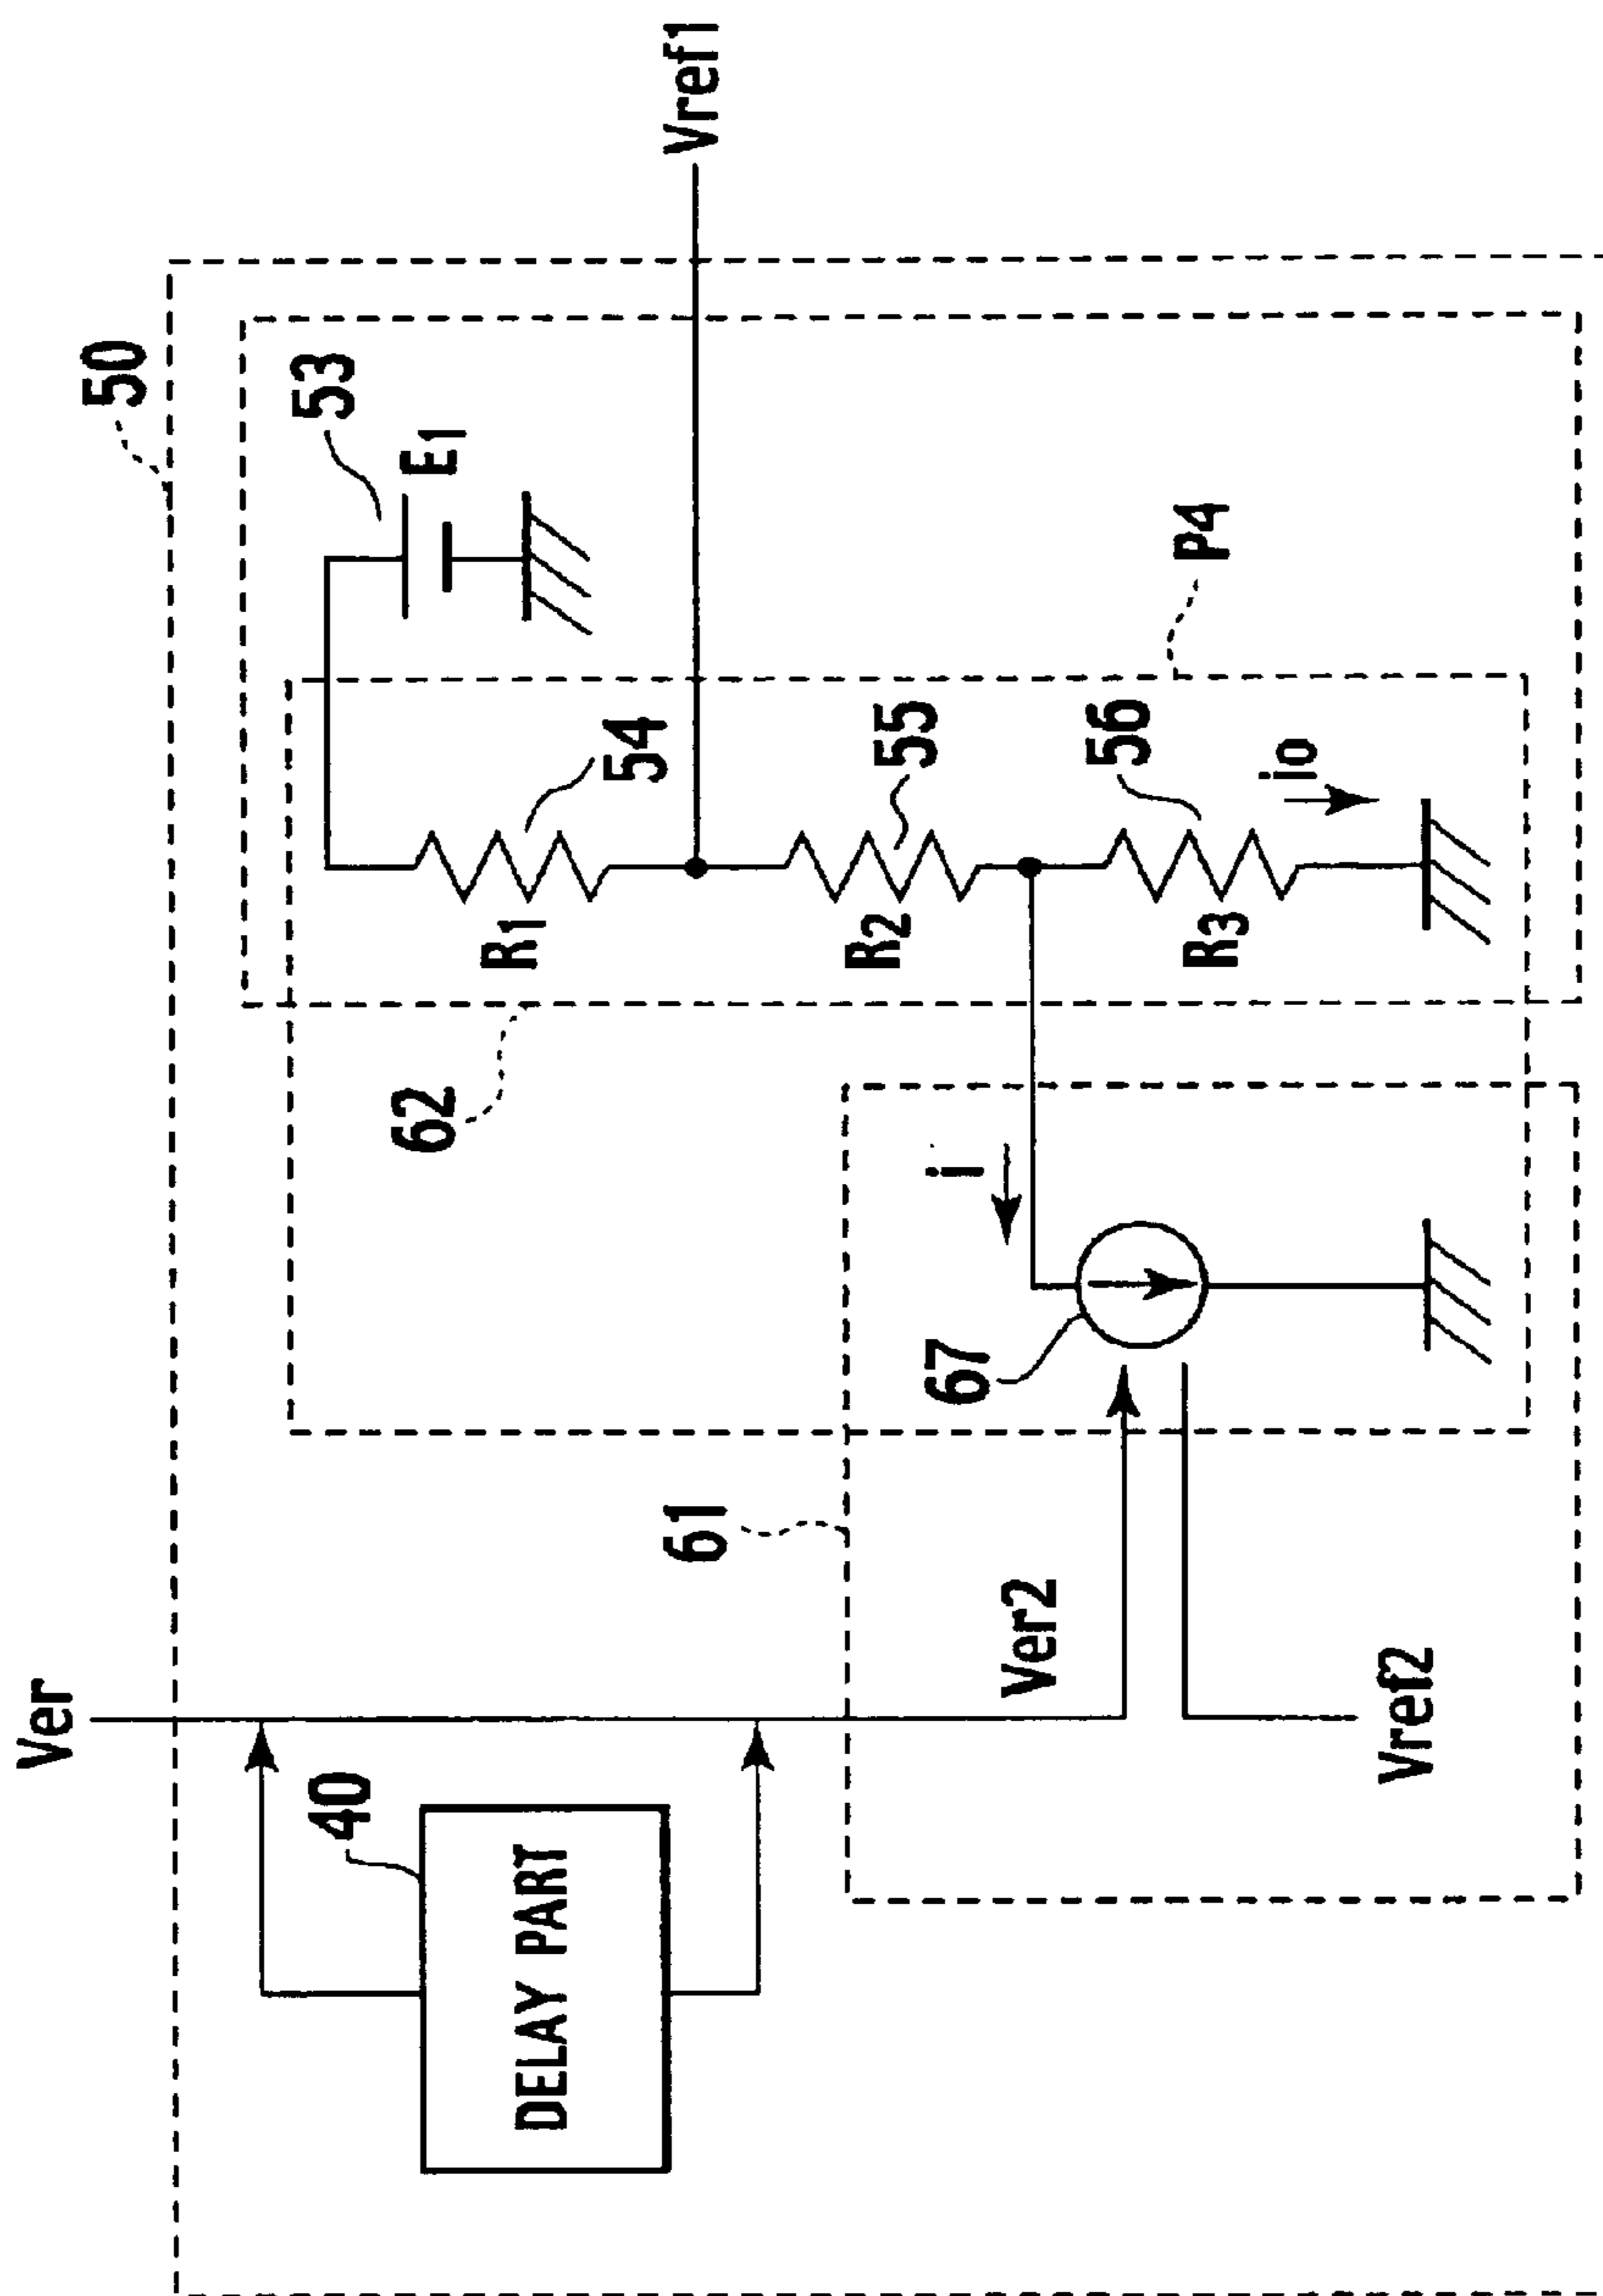 Ver
50
40
DELAY PART
62
53
E1
R1
54
Vref1
61
R2
55
i
67
Ver2
R3
56
P4
io
Vref2